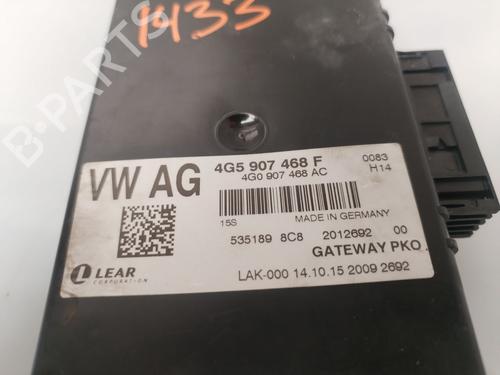 1433
VW AG
4G5 907 468 F
0083
4G0 907 468 AC
H14
15S
MADE IN GERMANY
535189 8C8
2012692 00
GATEWAY PKO
LEAR
CORPORATION
LAK-000 14.10.15 2009 2692
B-PARTS